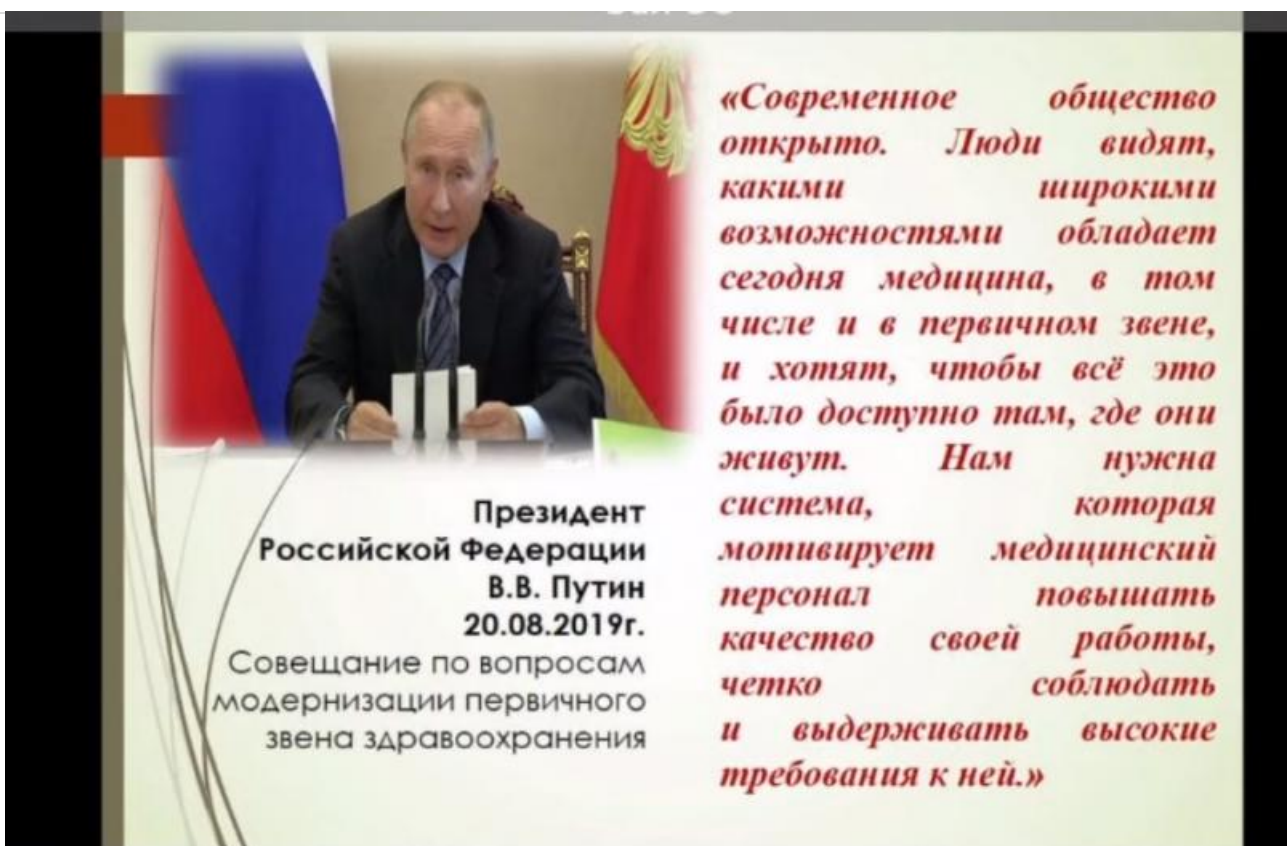 Президент
Российской Федерации
В.В. Путин
20.08.2019г.
Совещание по вопросам
модернизации первичного
звена здравоохранения
«Современное общество
открыто. Люди видят,
какими широкими
возможностями обладает
сегодня медицина, в том
числе и в первичном звене,
и хотят, чтобы всё это
было доступно там, где они
живут. Нам нужна
система, которая
мотивирует медицинский
персонал повышать
качество своей работы,
четко соблюдать
и выдерживать высокие
требования к ней.»